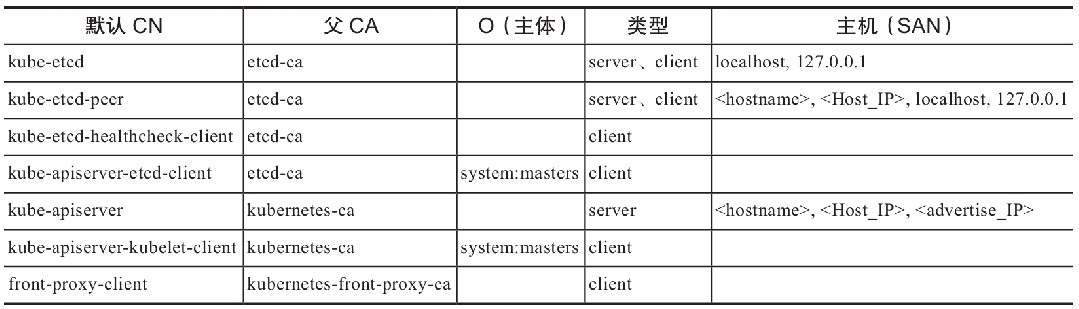 默认 CN 父 CA O（主体） 类型 主机（SAN）
kube-etcd etcd-ca server、client localhost, 127.0.0.1
kube-etcd-peer etcd-ca server、client <hostname>, <Host_IP>, localhost, 127.0.0.1
kube-etcd-healthcheck-client etcd-ca client
kube-apiserver-etcd-client etcd-ca system:masters client
kube-apiserver kubernetes-ca server <hostname>, <Host_IP>, <advertise_IP>
kube-apiserver-kubelet-client kubernetes-ca system:masters client
front-proxy-client kubernetes-front-proxy-ca client